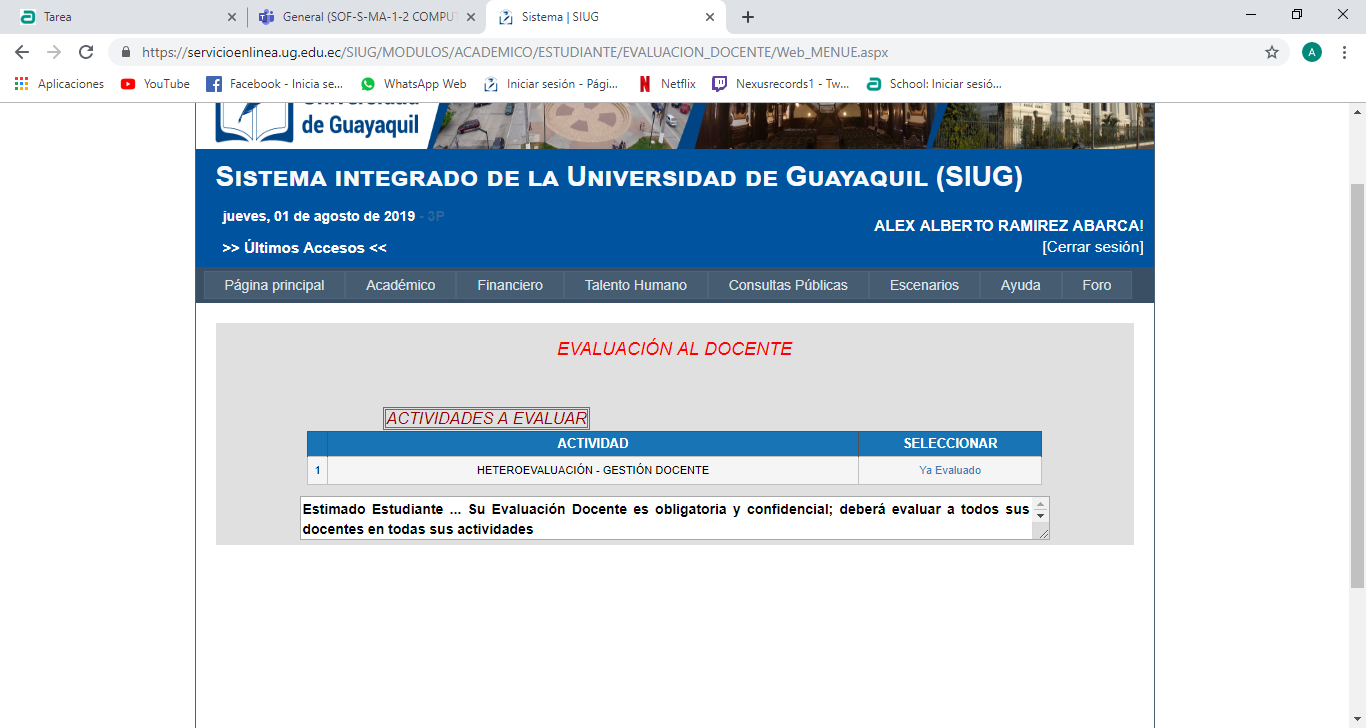 Tarea
General (SOF-S-MA-1-2 COMPUT
Sistema | SIUG
https://servicioenlinea.ug.edu.ec/SIUG/MODULOS/ACADEMICO/ESTUDIANTE/EVALUACION_DOCENTE/Web_MENUE.aspx
A
Aplicaciones
YouTube
Facebook - Inicia se...
WhatsApp Web
Iniciar sesión - Pági...
Netflix
Nexusrecords1 - Tw...
School: Iniciar sesió...
Universidad
de Guayaquil
SISTEMA INTEGRADO DE LA UNIVERSIDAD DE GUAYAQUIL (SIUG)
jueves, 01 de agosto de 2019 - 3P
ALEX ALBERTO RAMIREZ ABARCA!
>> Últimos Accesos <<
[Cerrar sesión]
Página principal
Académico
Financiero
Talento Humano
Consultas Públicas
Escenarios
Ayuda
Foro
EVALUACIÓN AL DOCENTE
ACTIVIDADES A EVALUAR
ACTIVIDAD SELECCIONAR
1 HETEROEVALUACIÓN - GESTIÓN DOCENTE Ya Evaluado
Estimado Estudiante ... Su Evaluación Docente es obligatoria y confidencial; deberá evaluar a todos sus
docentes en todas sus actividades